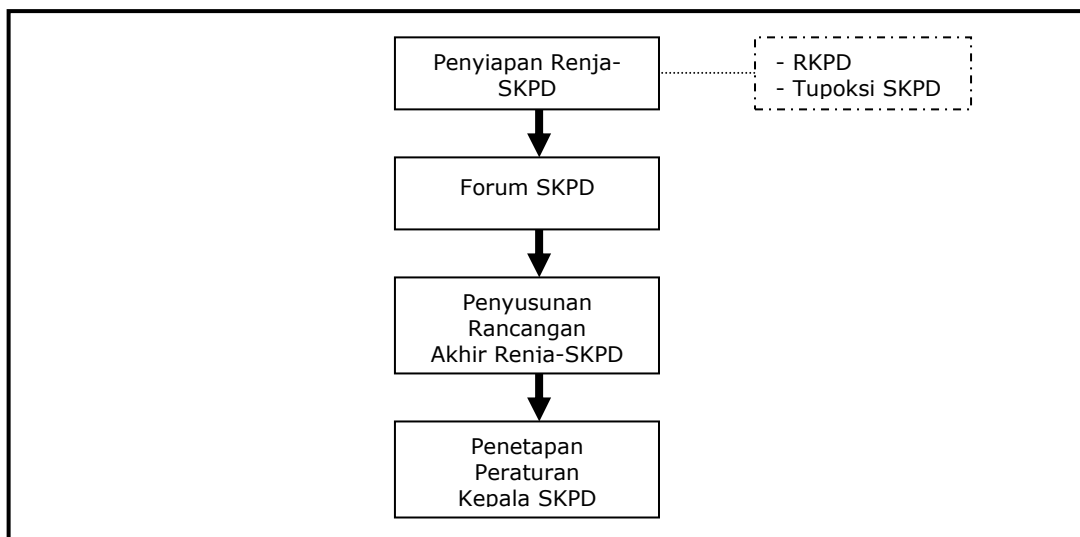 Penyiapan Renja-
SKPD
- RKPD
- Tupoksi SKPD
Forum SKPD
Penyusunan
Rancangan
Akhir Renja-SKPD
Penetapan
Peraturan
Kepala SKPD